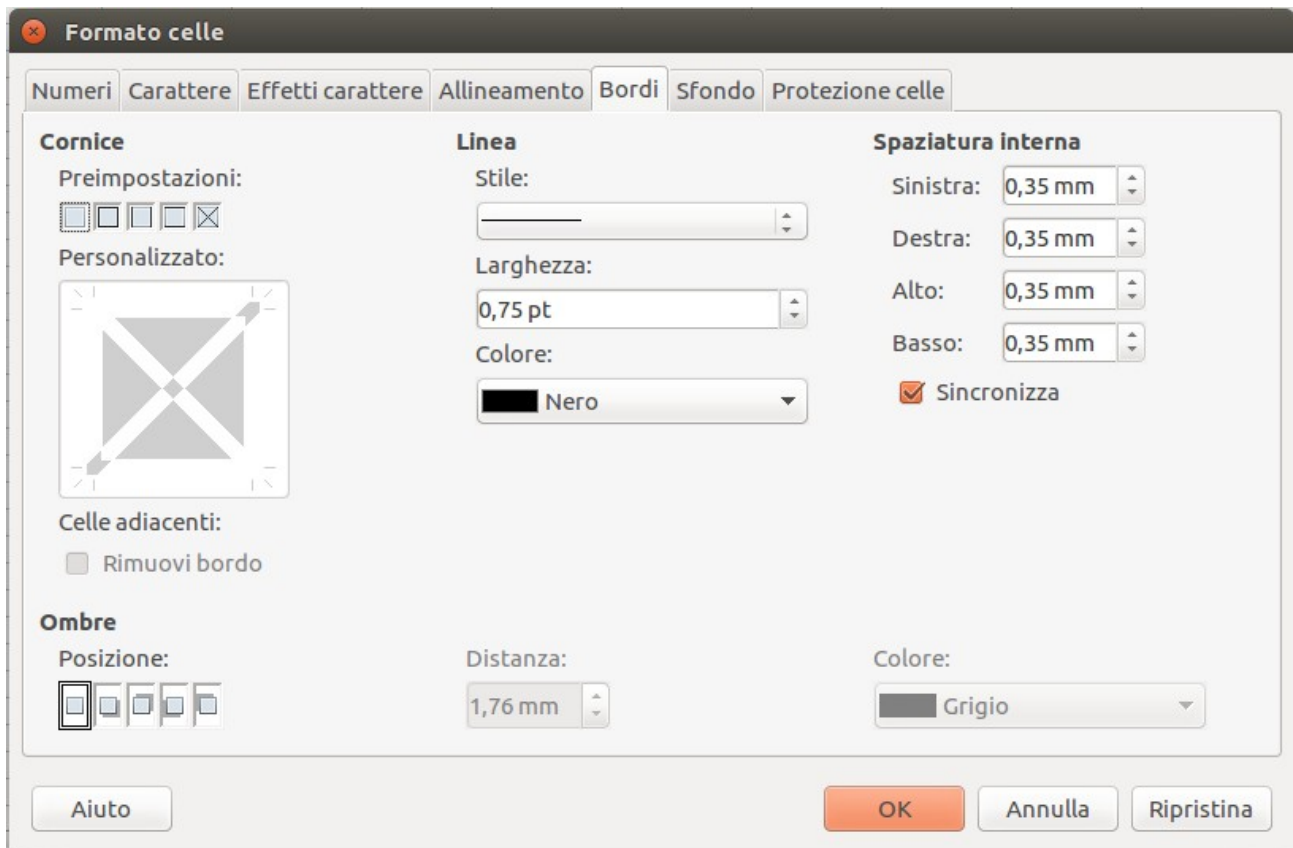 Formato celle
Numeri Carattere Effetti carattere Allineamento Bordi Sfondo Protezione celle
Cornice
Preimpostazioni:
Personalizzato:
Celle adiacenti:
Rimuovi bordo
Linea
Stile:
Larghezza:
0,75 pt
Colore:
Nero
Spaziatura interna
Sinistra: 0,35 mm
Destra: 0,35 mm
Alto: 0,35 mm
Basso: 0,35 mm
Sincronizza
Ombre
Posizione:
Distanza:
1,76 mm
Colore:
Grigio
Aiuto OK Annulla Ripristina